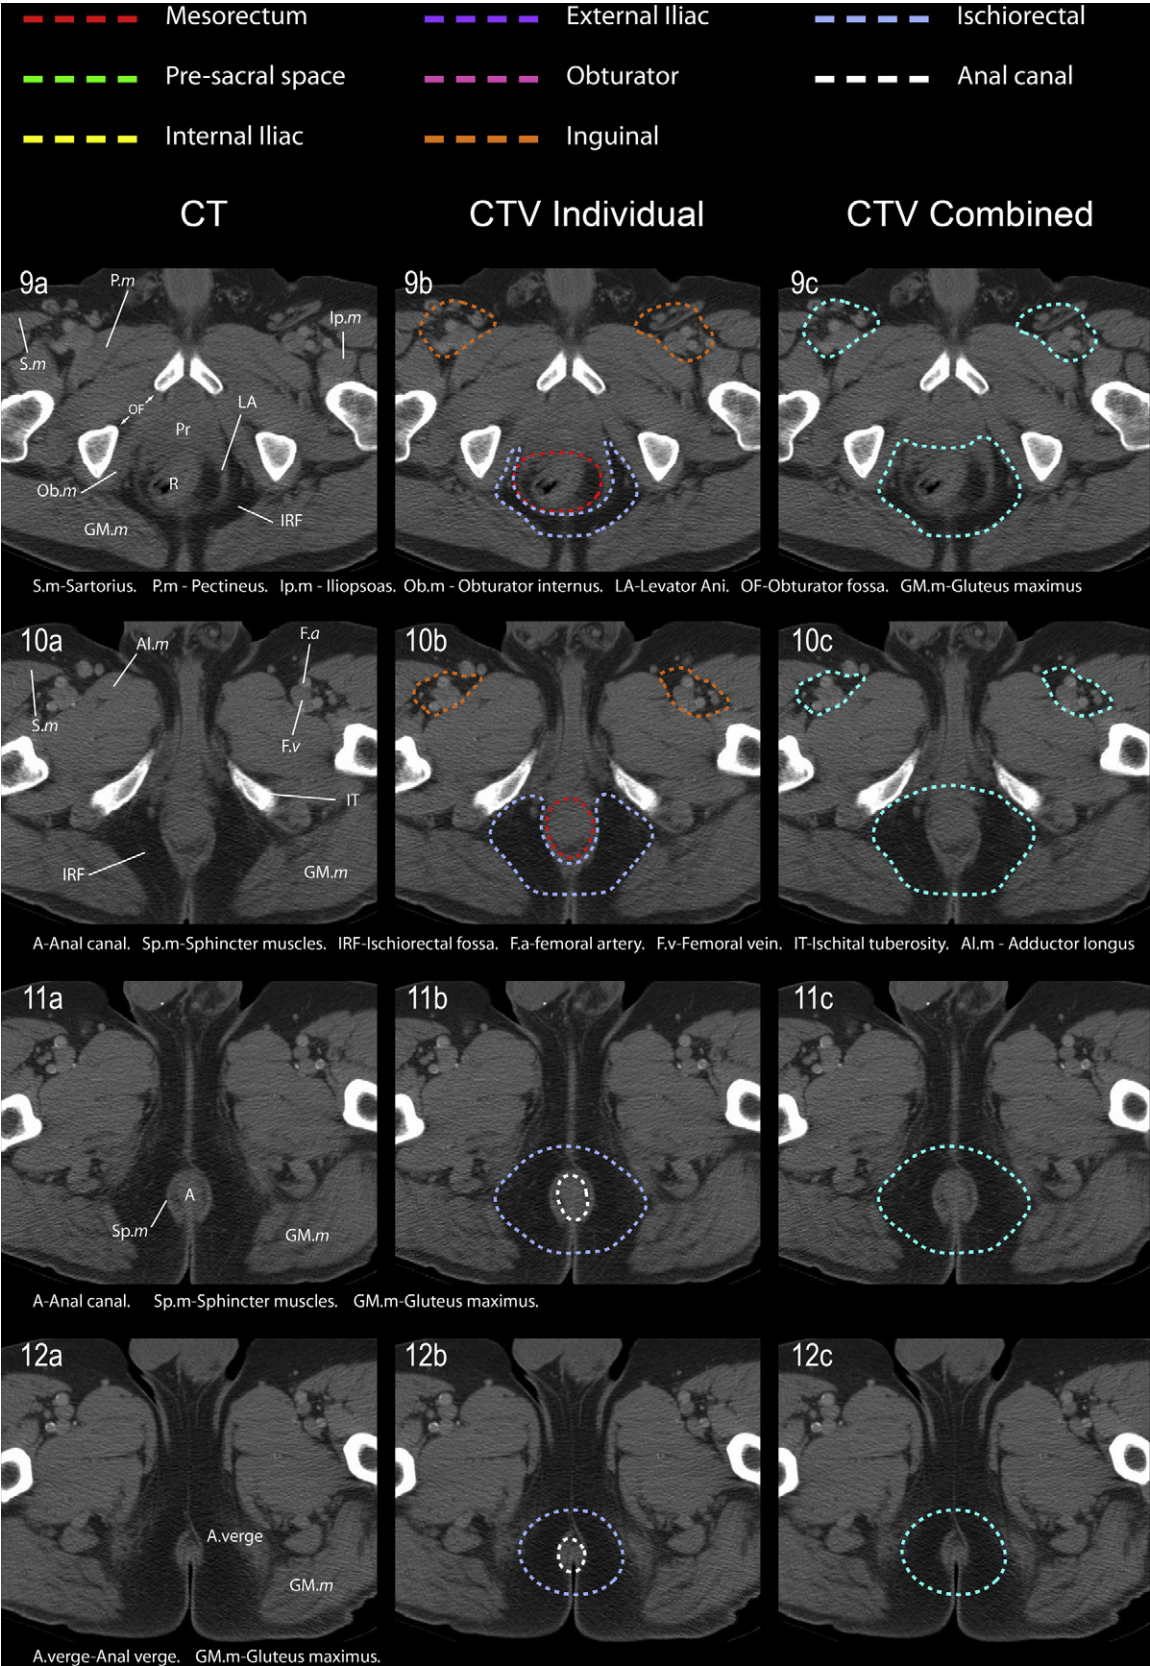 Mesorectum External Iliac Ischiorectal
Pre-sacral space Obturator Anal canal
Internal Iliac Inguinal
CT CTV Individual CTV Combined
9a P.m Ip.m S.m OF LA Pr R Ob.m IRF GM.m 9b 9c
S.m-Sartorius. P.m - Pectineus. Ip.m - Iliopsoas. Ob.m - Obturator internus. LA-Levator Ani. OF-Obturator fossa. GM.m-Gluteus maximus
10a Al.m F.a S.m F.v IT IRF GM.m 10b 10c
A-Anal canal. Sp.m-Sphincter muscles. IRF-Ischiorectal fossa. F.a-femoral artery. F.v-Femoral vein. IT-Ischital tuberosity. Al.m - Adductor longus
11a A Sp.m GM.m 11b 11c
A-Anal canal. Sp.m-Sphincter muscles. GM.m-Gluteus maximus.
12a A.verge GM.m 12b 12c
A.verge-Anal verge. GM.m-Gluteus maximus.